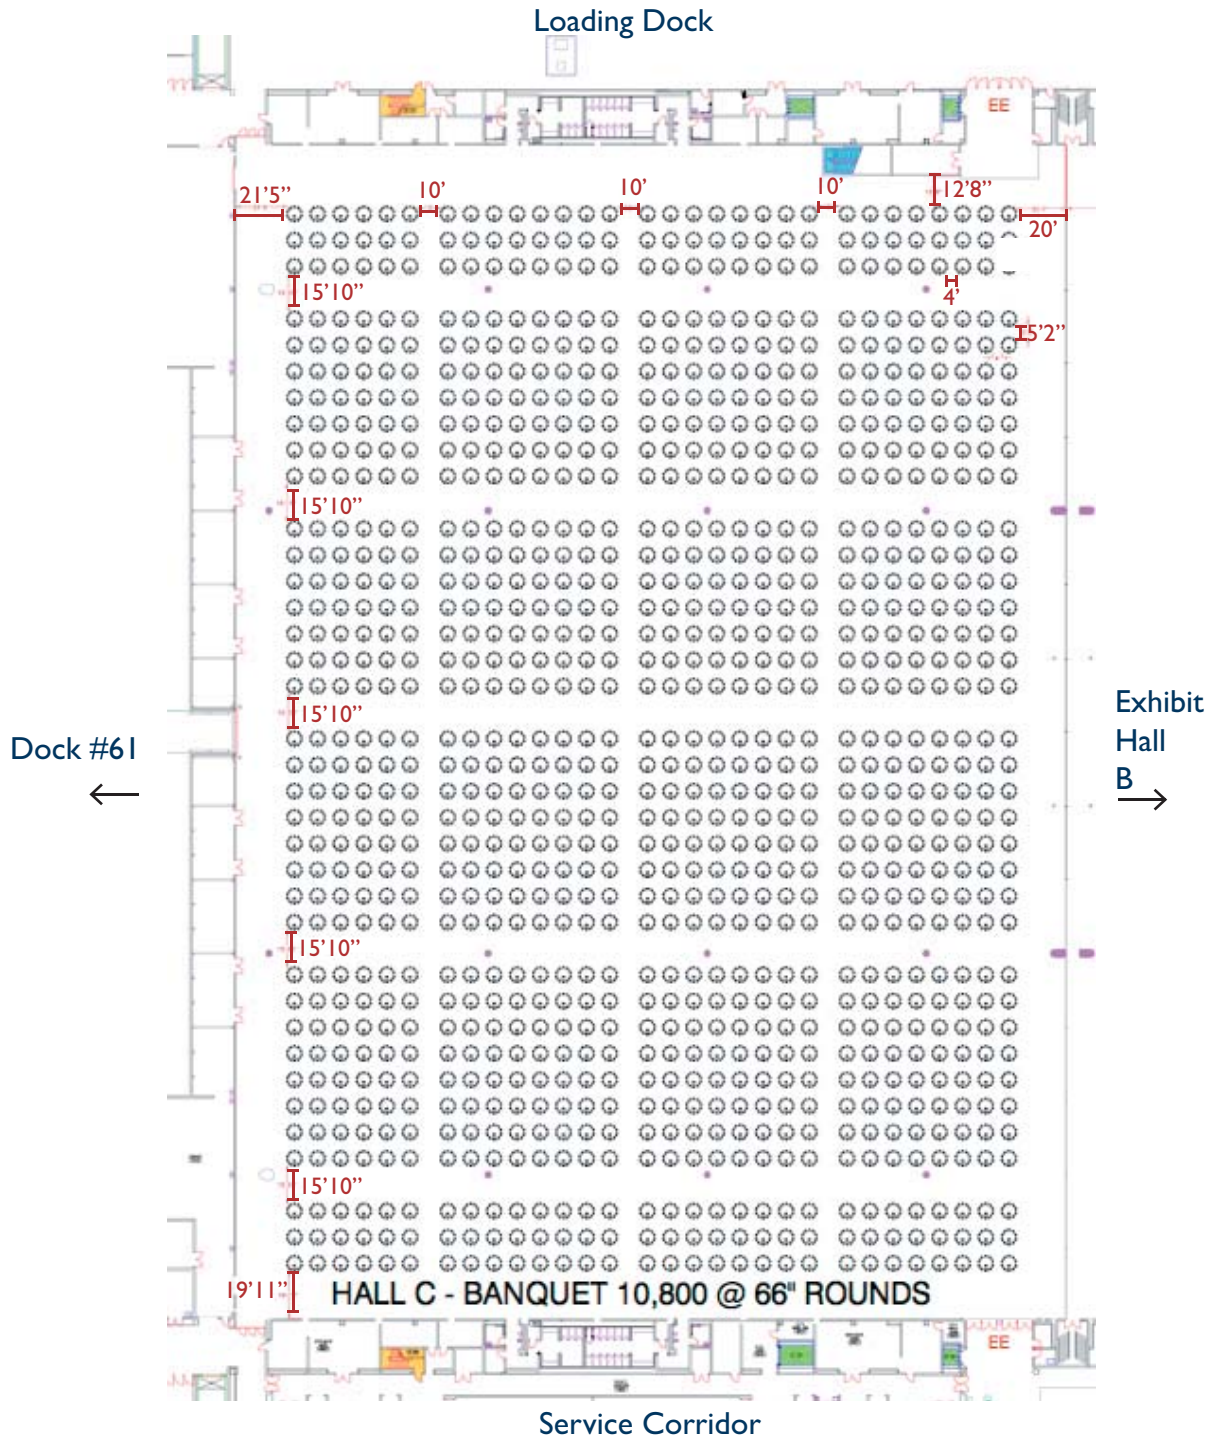 Loading Dock
EE
21'5"
10'
10'
10'
12'8"
20'
15'10"
4'
5'2"
15'10"
15'10"
Exhibit
Hall
B
Dock #61
15'10"
15'10"
19'11"
HALL C - BANQUET 10,800 @ 66" ROUNDS
EE
Service Corridor